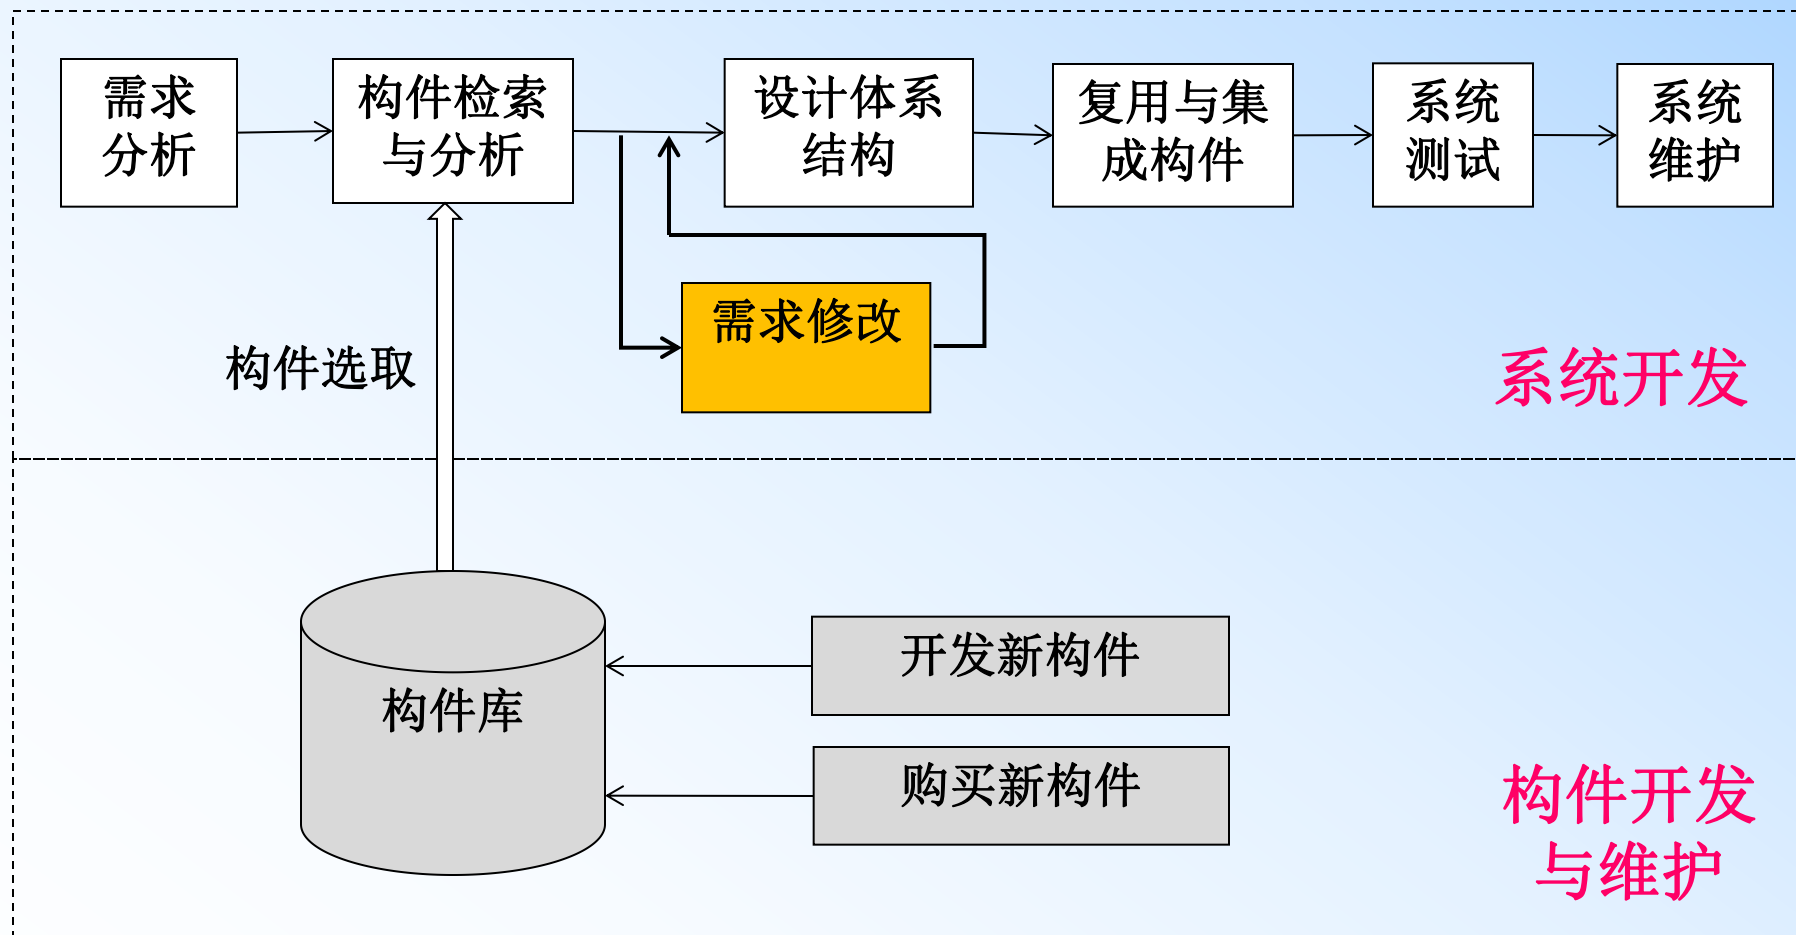 需求
分析
构件检索
与分析
设计体系
结构
复用与集
成构件
系统
测试
系统
维护
需求修改
构件选取
系统开发
构件库
开发新构件
购买新构件
构件开发
与维护